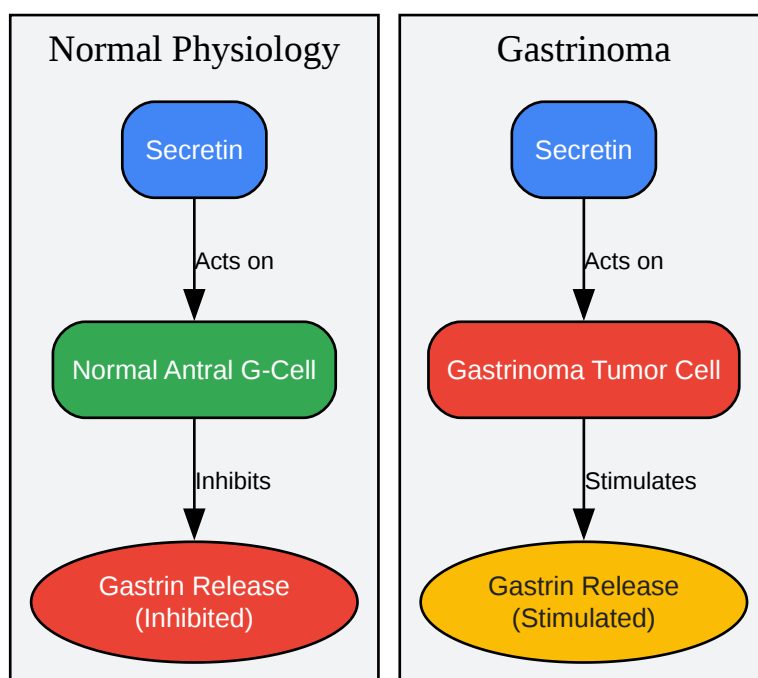 Normal Physiology
Secretin
Acts on
Normal Antral G-Cell
Inhibits
Gastrin Release
(Inhibited)
Gastrinoma
Secretin
Acts on
Gastrinoma Tumor Cell
Stimulates
Gastrin Release
(Stimulated)